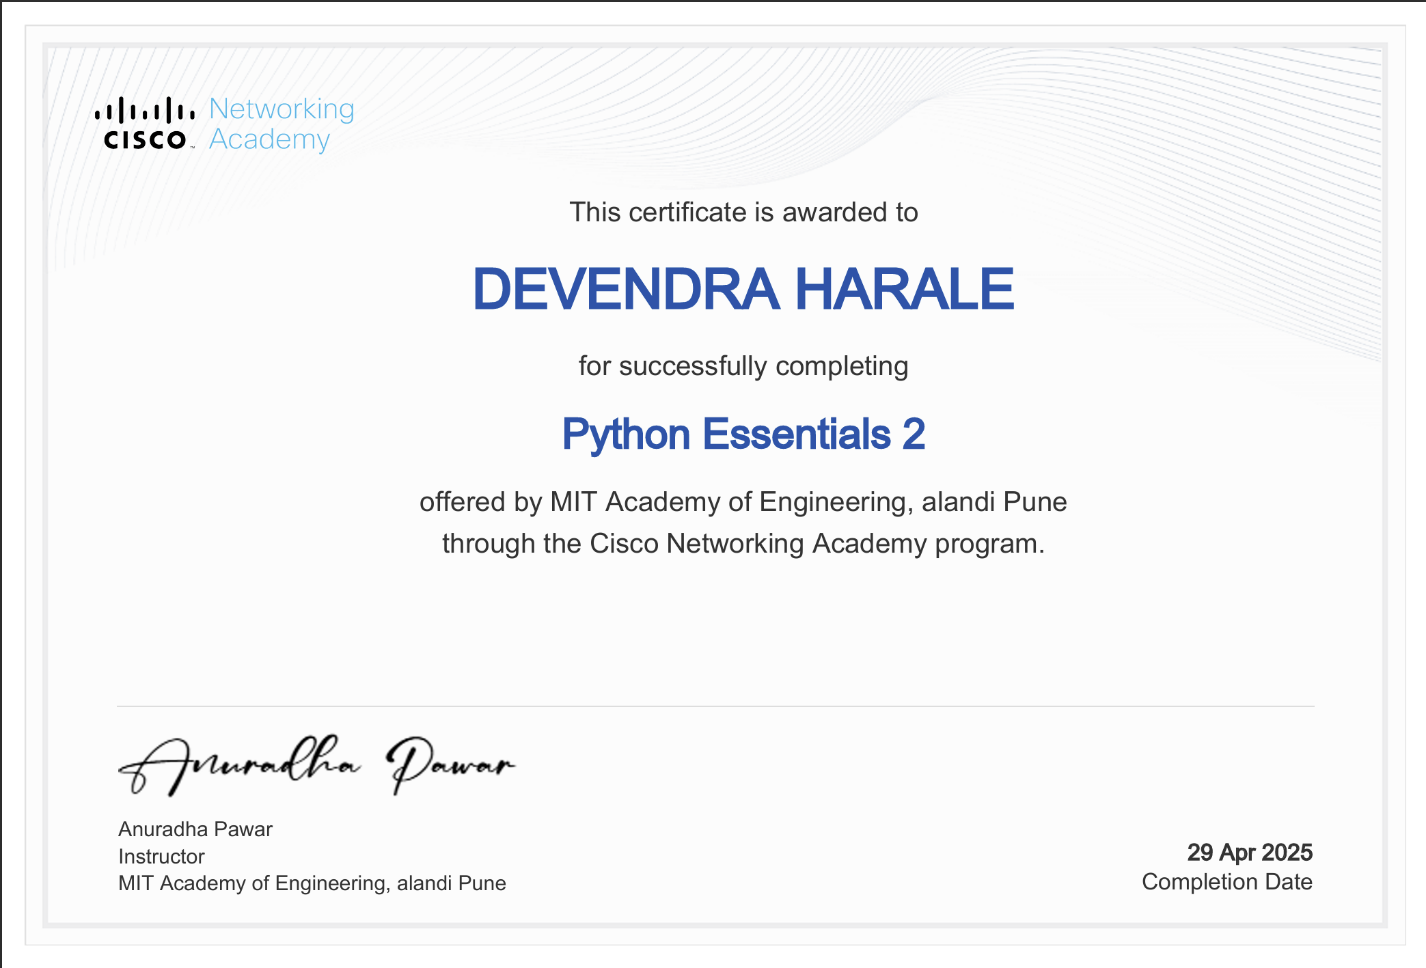 CISCO
Networking
Academy
This certificate is awarded to
DEVENDRA HARALE
for successfully completing
Python Essentials 2
offered by MIT Academy of Engineering, alandi Pune
through the Cisco Networking Academy program.
Anuradha Pawar
Anuradha Pawar
Instructor
MIT Academy of Engineering, alandi Pune
29 Apr 2025
Completion Date